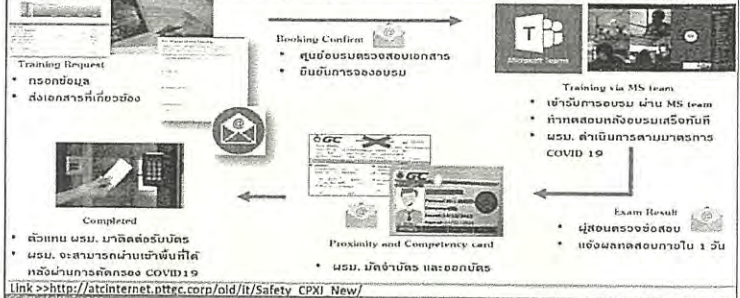 Training Request
• กรอกข้อมูล
• ส่งเอกสารที่เกี่ยวข้อง
Booking Confirm
• ศูนย์อบรมตรวจสอบเอกสาร
• ยืนยันการจองอบรม
T
Microsoft Teams
Training via MS team
• เข้ารับการอบรม ผ่าน MS team
• ทำทดสอบหลังอบรมเสร็จทันที
• ผรม. ดำเนินการตามมาตรการ
COVID 19
Exam Result
• ผู้สอนตรวจข้อสอบ
• แจ้งผลทดสอบภายใน 1 วัน
GC
GC
Proximity and Competency card
• ผรม. มัดจำบัตร และออกบัตร
Completed
• ตัวแทน ผรม. มาติดต่อรับบัตร
• ผรม. จะสามารถผ่านเข้าพื้นที่ได้
หลังผ่านการคัดกรอง COVID19
Link >>http://atcinternet.pttgc.corp/old/it/Safety_CPXI_New/